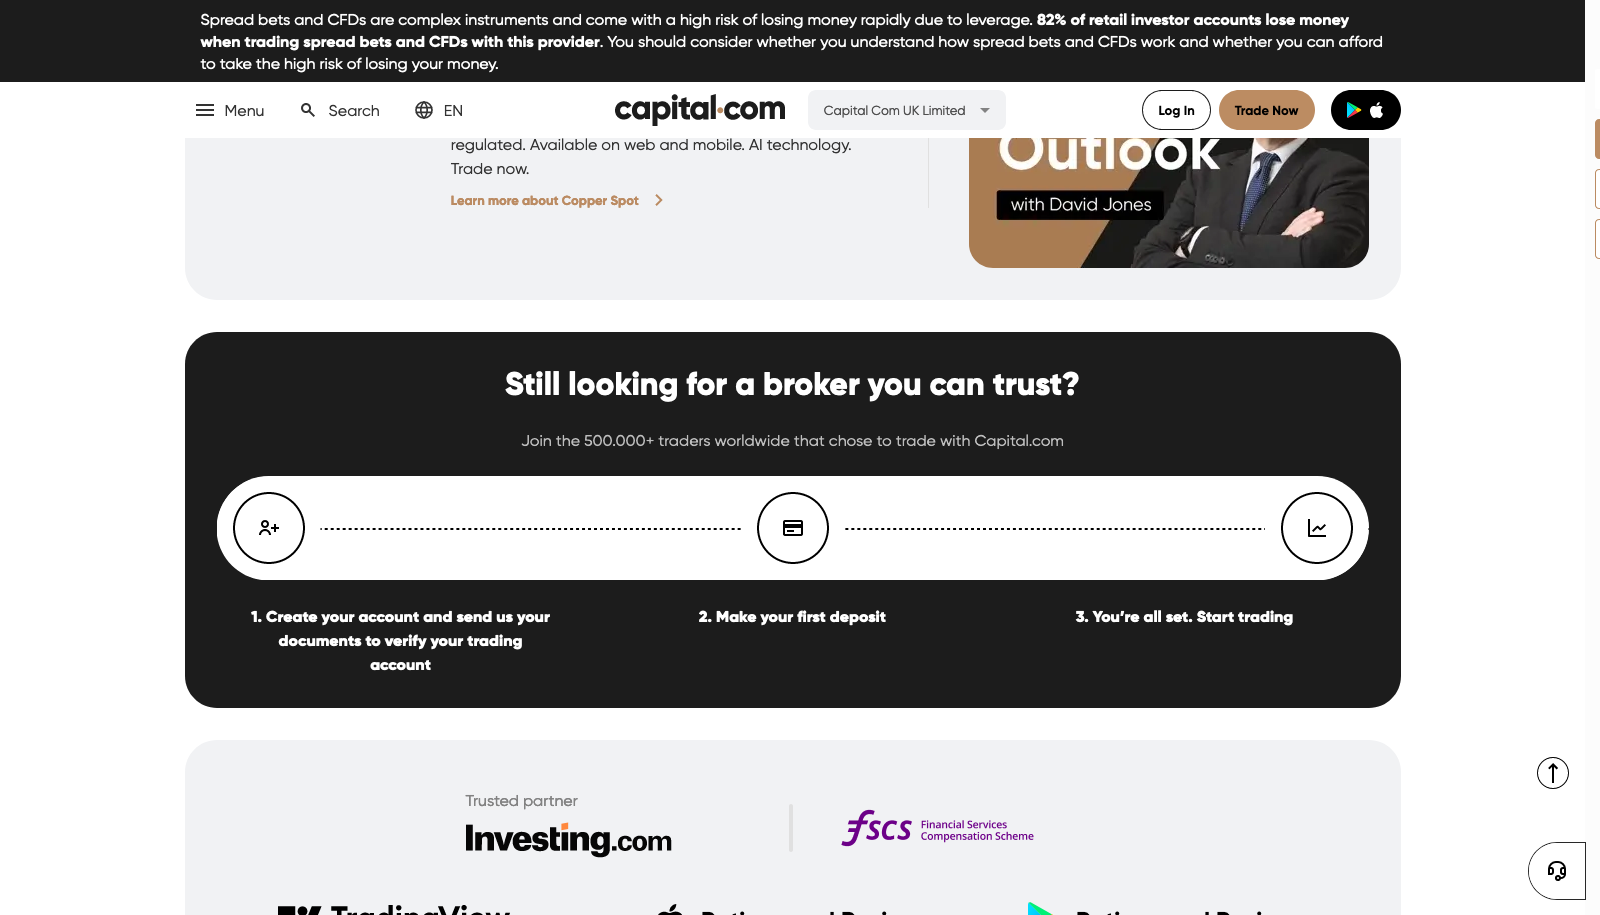 Spread bets and CFDs are complex instruments and come with a high risk of losing money rapidly due to leverage. 82% of retail investor accounts lose money
when trading spread bets and CFDs with this provider. You should consider whether you understand how spread bets and CFDs work and whether you can afford
to take the high risk of losing your money.
Menu
Search
EN
capital.com
Capital Com UK Limited
Log In
Trade Now
regulated. Available on web and mobile. AI technology.
Trade now.
Learn more about Copper Spot
Outlook
with David Jones
Still looking for a broker you can trust?
Join the 500.000+ traders worldwide that chose to trade with Capital.com
1. Create your account and send us your
documents to verify your trading
account
2. Make your first deposit
3. You’re all set. Start trading
Trusted partner
Investing.com
fscs
Financial Services
Compensation Scheme
TradingView